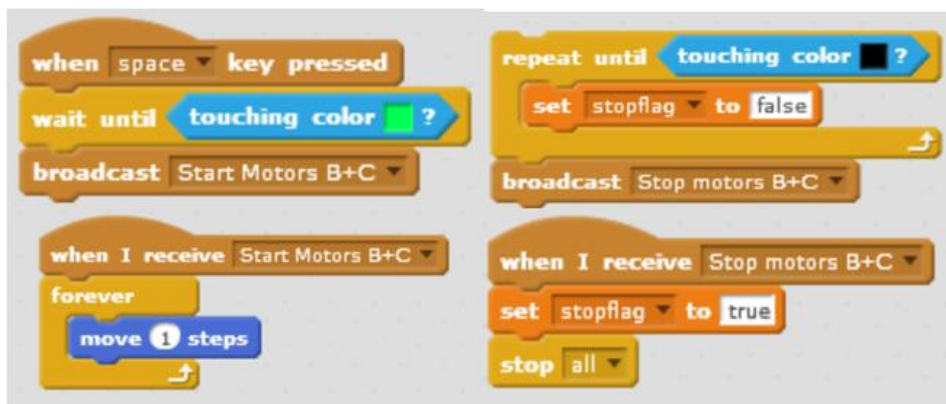 when space key pressed
wait until touching color ?
broadcast Start Motors B+C
when I receive Start Motors B+C
forever
move 1 steps
repeat until touching color ?
set stopflag to false
broadcast Stop motors B+C
when I receive Stop motors B+C
set stopflag to true
stop all